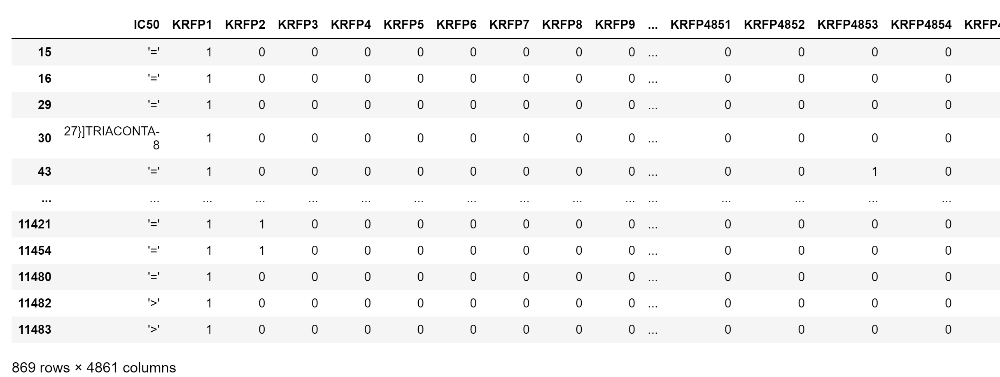 IC50 KRFP1 KRFP2 KRFP3 KRFP4 KRFP5 KRFP6 KRFP7 KRFP8 KRFP9 ... KRFP4851 KRFP4852 KRFP4853 KRFP4854 KRFP4
15 '=' 1 0 0 0 0 0 0 0 0 ... 0 0 0 0
16 '=' 1 0 0 0 0 0 0 0 0 ... 0 0 0 0
29 '=' 1 0 0 0 0 0 0 0 0 ... 0 0 0 0
30 27}]TRIACONTA-
8 1 0 0 0 0 0 0 0 0 ... 0 0 0 0
43 '=' 1 0 0 0 0 0 0 0 0 ... 0 0 1 0
... ... ... ... ... ... ... ... ... ... ... ... ... ... ... ...
11421 '=' 1 1 0 0 0 0 0 0 0 ... 0 0 0 0
11454 '=' 1 1 0 0 0 0 0 0 0 ... 0 0 0 0
11480 '=' 1 0 0 0 0 0 0 0 0 ... 0 0 0 0
11482 '>' 1 0 0 0 0 0 0 0 0 ... 0 0 0 0
11483 '>' 1 0 0 0 0 0 0 0 0 ... 0 0 0 0
869 rows × 4861 columns